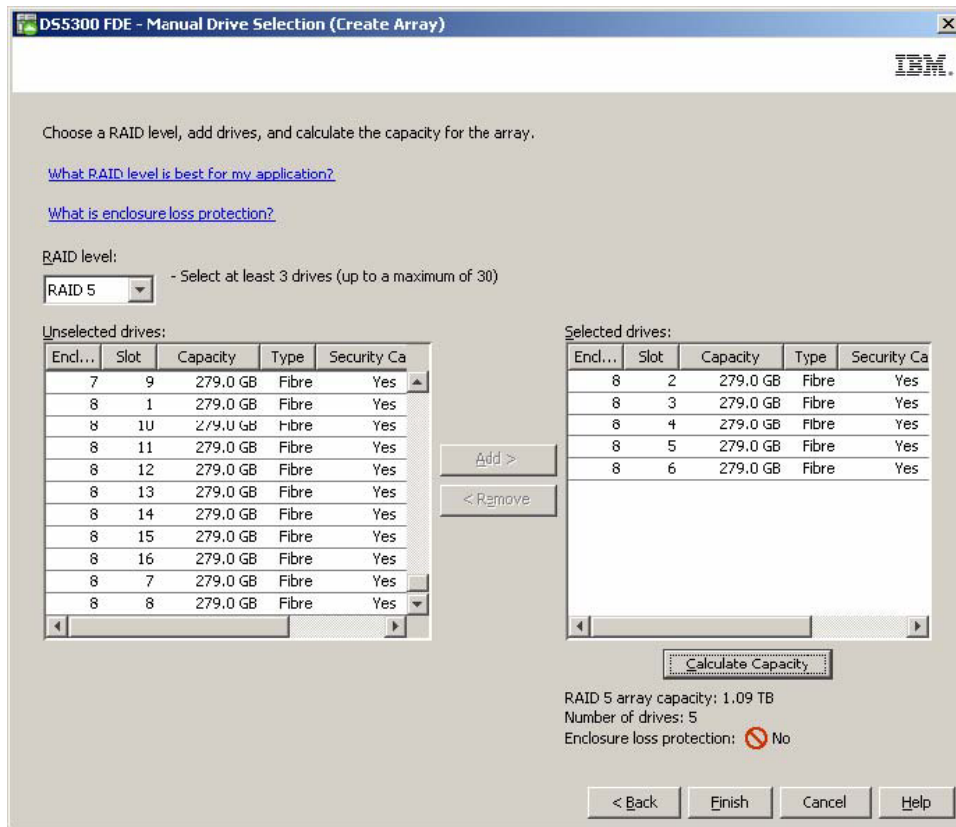 DS5300 FDE - Manual Drive Selection (Create Array)
IBM.
Choose a RAID level, add drives, and calculate the capacity for the array.
What RAID level is best for my application?
What is enclosure loss protection?
RAID level:
RAID 5 - Select at least 3 drives (up to a maximum of 30)
Unselected drives:
Encl... Slot Capacity Type Security Ca
7 9 279.0 GB Fibre Yes
8 1 279.0 GB Fibre Yes
8 10 279.0 GB Fibre Yes
8 11 279.0 GB Fibre Yes
8 12 279.0 GB Fibre Yes
8 13 279.0 GB Fibre Yes
8 14 279.0 GB Fibre Yes
8 15 279.0 GB Fibre Yes
8 16 279.0 GB Fibre Yes
8 7 279.0 GB Fibre Yes
8 8 279.0 GB Fibre Yes
Add >
< Remove
Selected drives:
Encl... Slot Capacity Type Security Ca
8 2 279.0 GB Fibre Yes
8 3 279.0 GB Fibre Yes
8 4 279.0 GB Fibre Yes
8 5 279.0 GB Fibre Yes
8 6 279.0 GB Fibre Yes
Calculate Capacity
RAID 5 array capacity: 1.09 TB
Number of drives: 5
Enclosure loss protection: No
< Back Finish Cancel Help